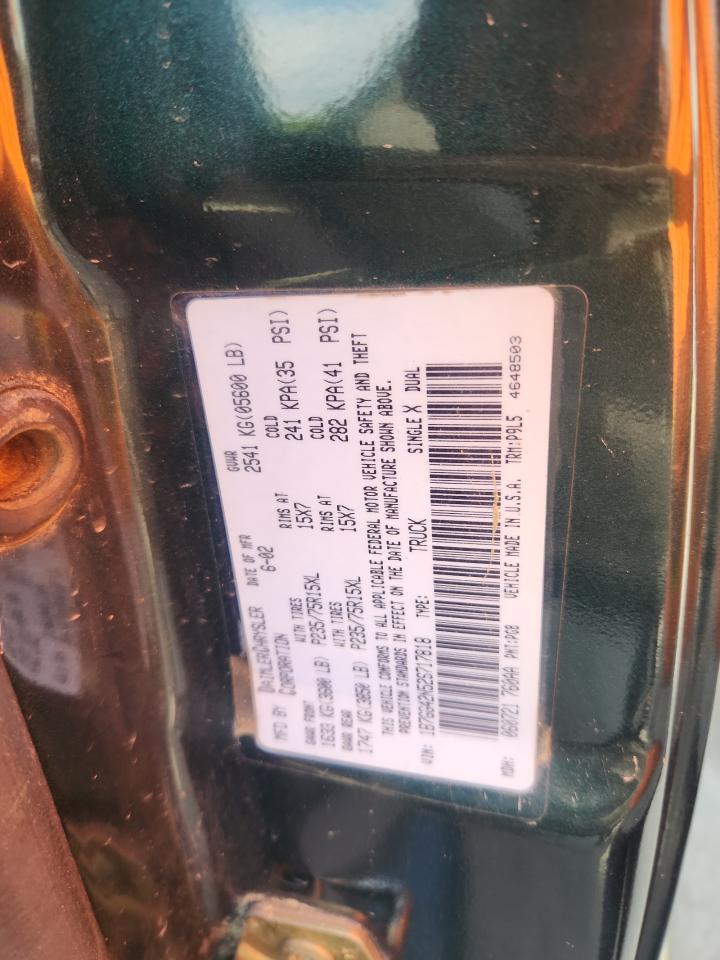 MFD BY DAIMLERCHRYSLER CORPORATION DATE OF MFR 6-02 GVWR 2541 KG(05600 LB)
GAWR FRONT WITH TIRES RIMS AT COLD
1633 KG(3600 LB) P235/75R15XL 15X7 241 KPA(35 PSI)
GAWR REAR WITH TIRES RIMS AT COLD
1747 KG(3850 LB) P235/75R15XL 15X7 282 KPA(41 PSI)
THIS VEHICLE CONFORMS TO ALL APPLICABLE FEDERAL MOTOR VEHICLE SAFETY AND THEFT
PREVENTION STANDARDS IN EFFECT ON THE DATE OF MANUFACTURE SHOWN ABOVE.
VIN: 1B7GG42N52S717818 TYPE: TRUCK SINGLE X DUAL
MDH: 060721 760AA PNT:PG8 VEHICLE MADE IN U.S.A. TRM:P9L5 4648503